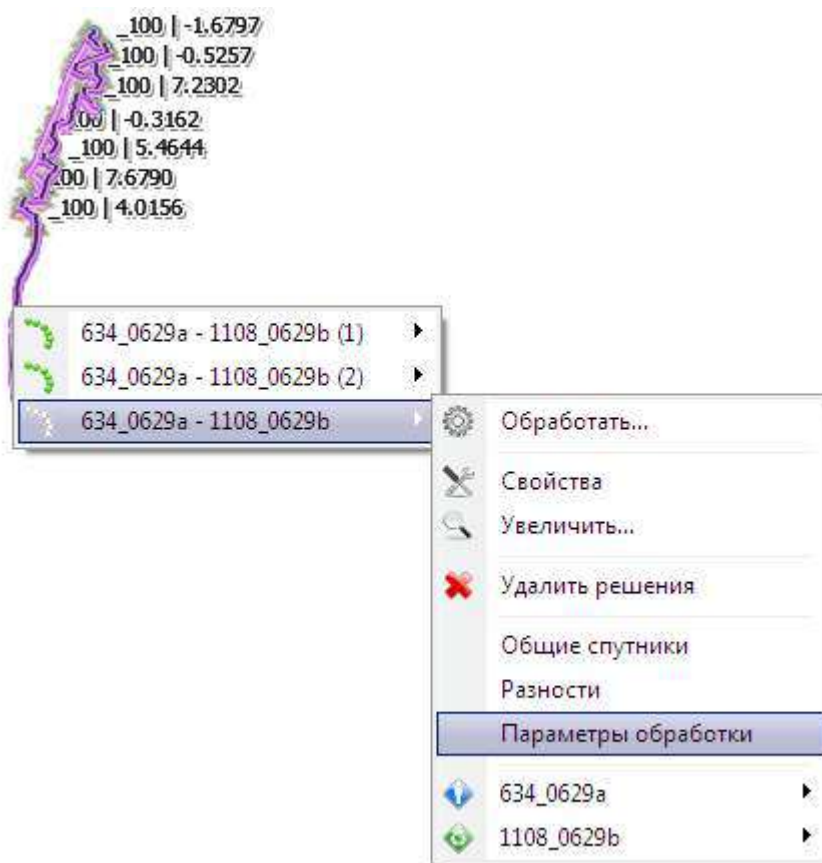 _100 | -1.6797
_100 | -0.5257
_100 | 7.2302
100 | -0.3162
_100 | 5.4644
100 | 7.6790
_100 | 4.0156
634_0629a - 1108_0629b (1)
634_0629a - 1108_0629b (2)
634_0629a - 1108_0629b
Обработать...
Свойства
Увеличить...
Удалить решения
Общие спутники
Разности
Параметры обработки
634_0629a
1108_0629b